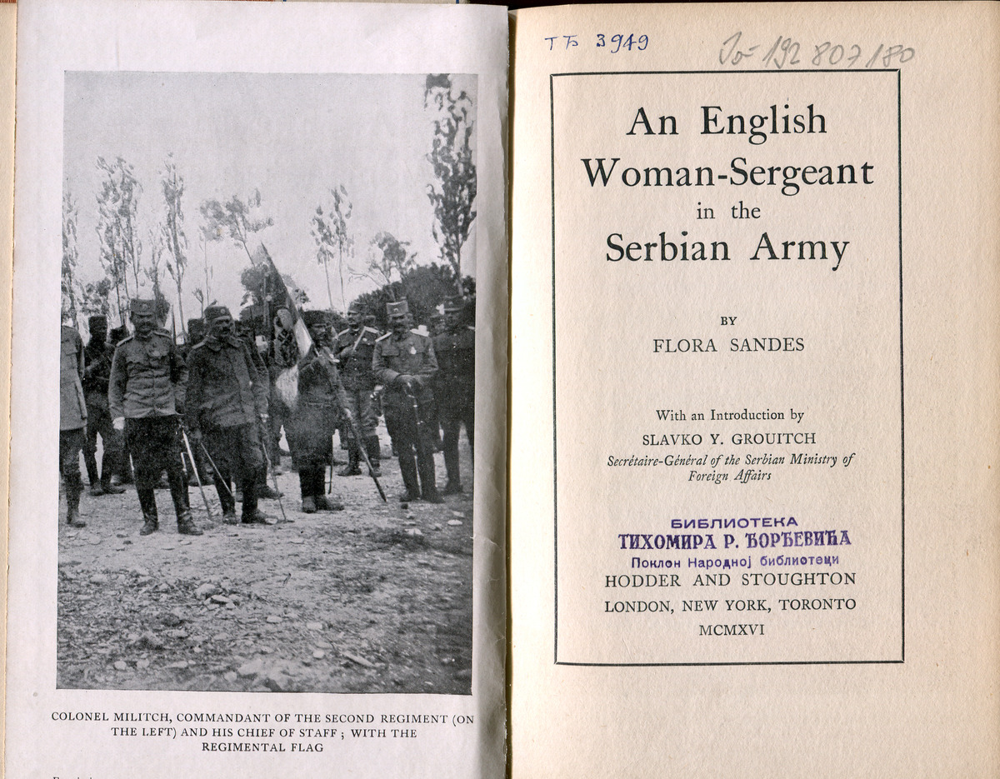 COLONEL MILITCH, COMMANDANT OF THE SECOND REGIMENT (ON
THE LEFT) AND HIS CHIEF OF STAFF ; WITH THE
REGIMENTAL FLAG
ТЂ 3949
192 807 180
An English
Woman-Sergeant
in the
Serbian Army
BY
FLORA SANDES
With an Introduction by
SLAVKO Y. GROUITCH
Secrétaire-Général of the Serbian Ministry of
Foreign Affairs
БИБЛИОТЕКА
ТИХОМИРА Р. ЂОРЂЕВИЋА
Поклон Народној библиотеци
HODDER AND STOUGHTON
LONDON, NEW YORK, TORONTO
MCMXVI